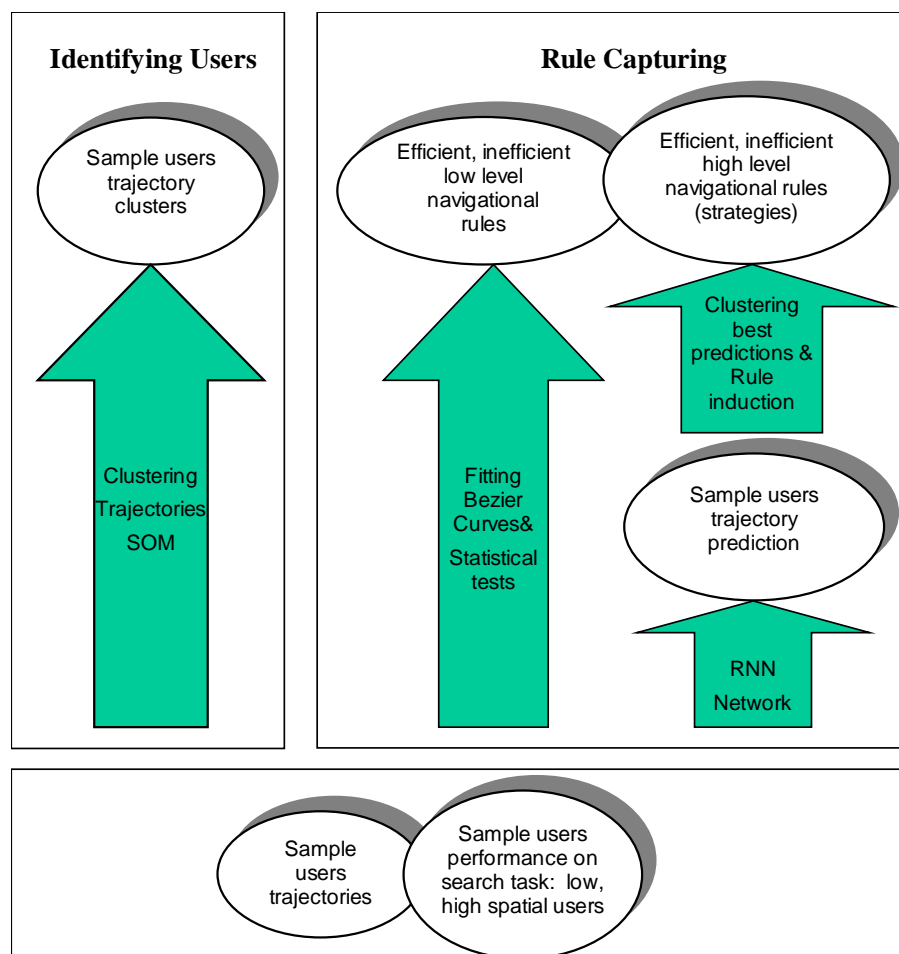 Identifying Users
Sample users
trajectory
clusters
Clustering
Trajectories
SOM
Rule Capturing
Efficient, inefficient
low level
navigational
rules
Efficient, inefficient
high level
navigational rules
(strategies)
Fitting
Bezier
Curves&
Statistical
tests
Clustering
best
predictions &
Rule
induction
Sample users
trajectory
prediction
RNN
Network
Sample
users
trajectories
Sample users
performance on
search task:  low,
high spatial users